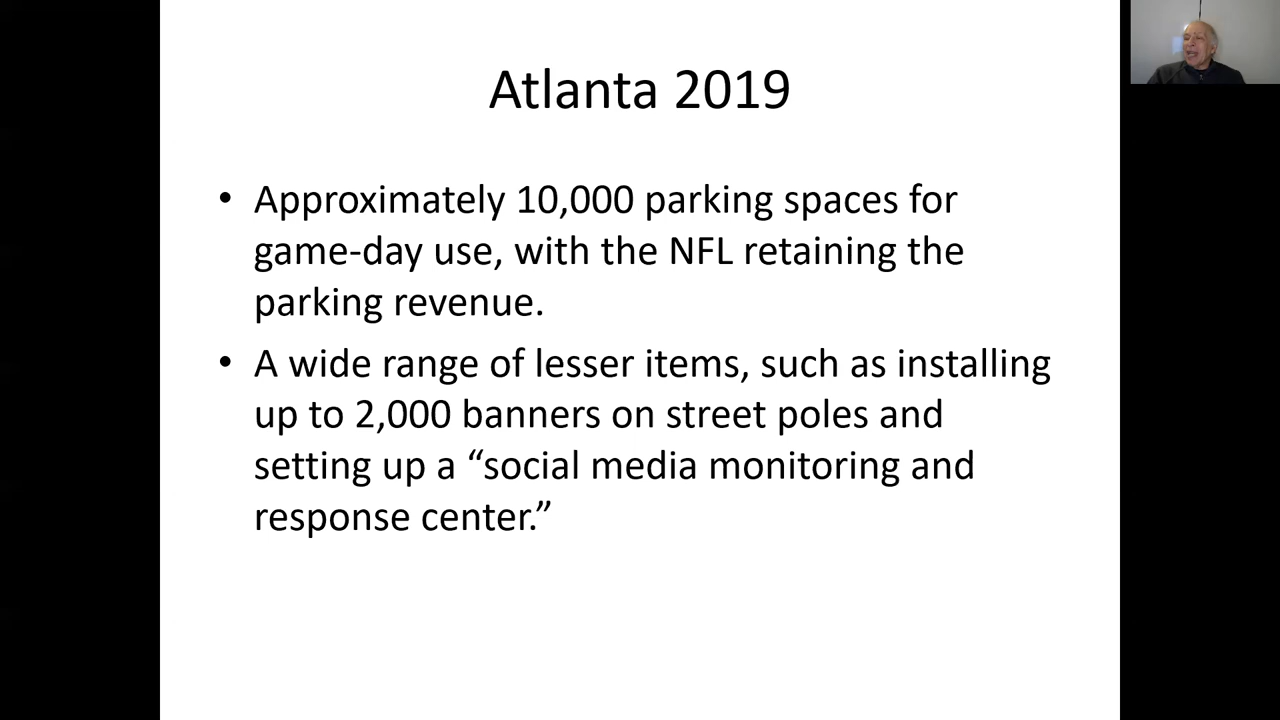 Atlanta 2019
• Approximately 10,000 parking spaces for
game-day use, with the NFL retaining the
parking revenue.
• A wide range of lesser items, such as installing
up to 2,000 banners on street poles and
setting up a “social media monitoring and
response center.”